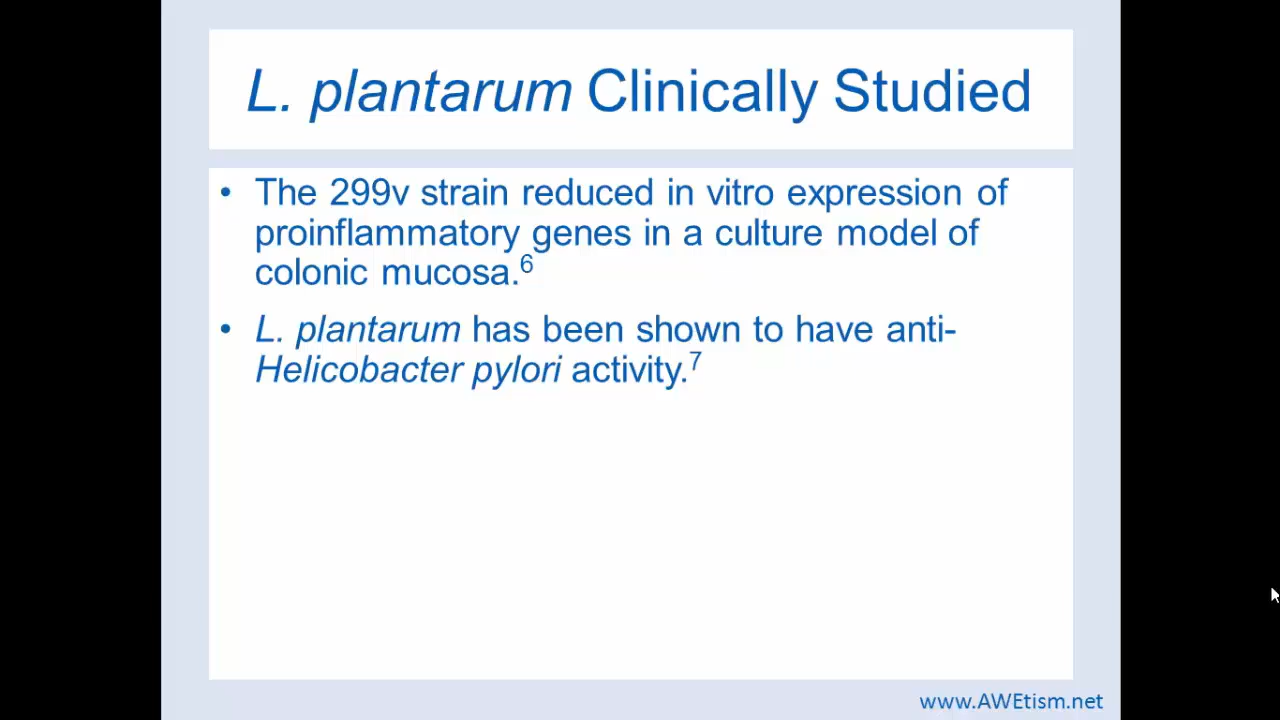 L. plantarum Clinically Studied
• The 299v strain reduced in vitro expression of
proinflammatory genes in a culture model of
colonic mucosa.⁶
• L. plantarum has been shown to have anti-
Helicobacter pylori activity.⁷
www.AWEtism.net